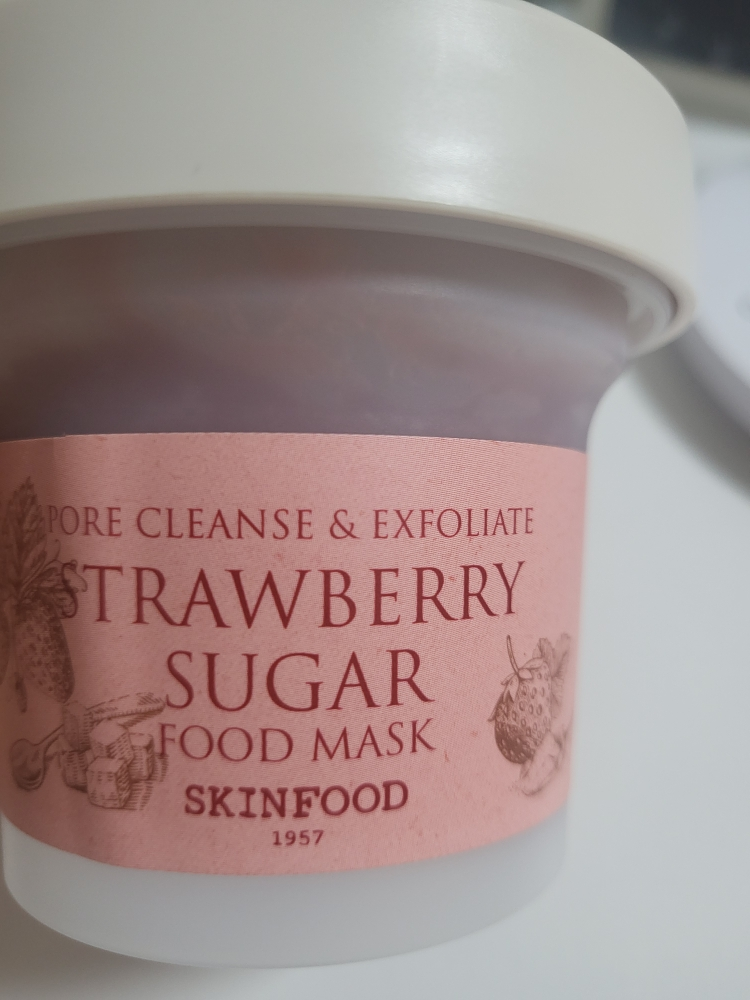 PORE CLEANSE & EXFOLIATE
STRAWBERRY
SUGAR
FOOD MASK
SKINFOOD
1957